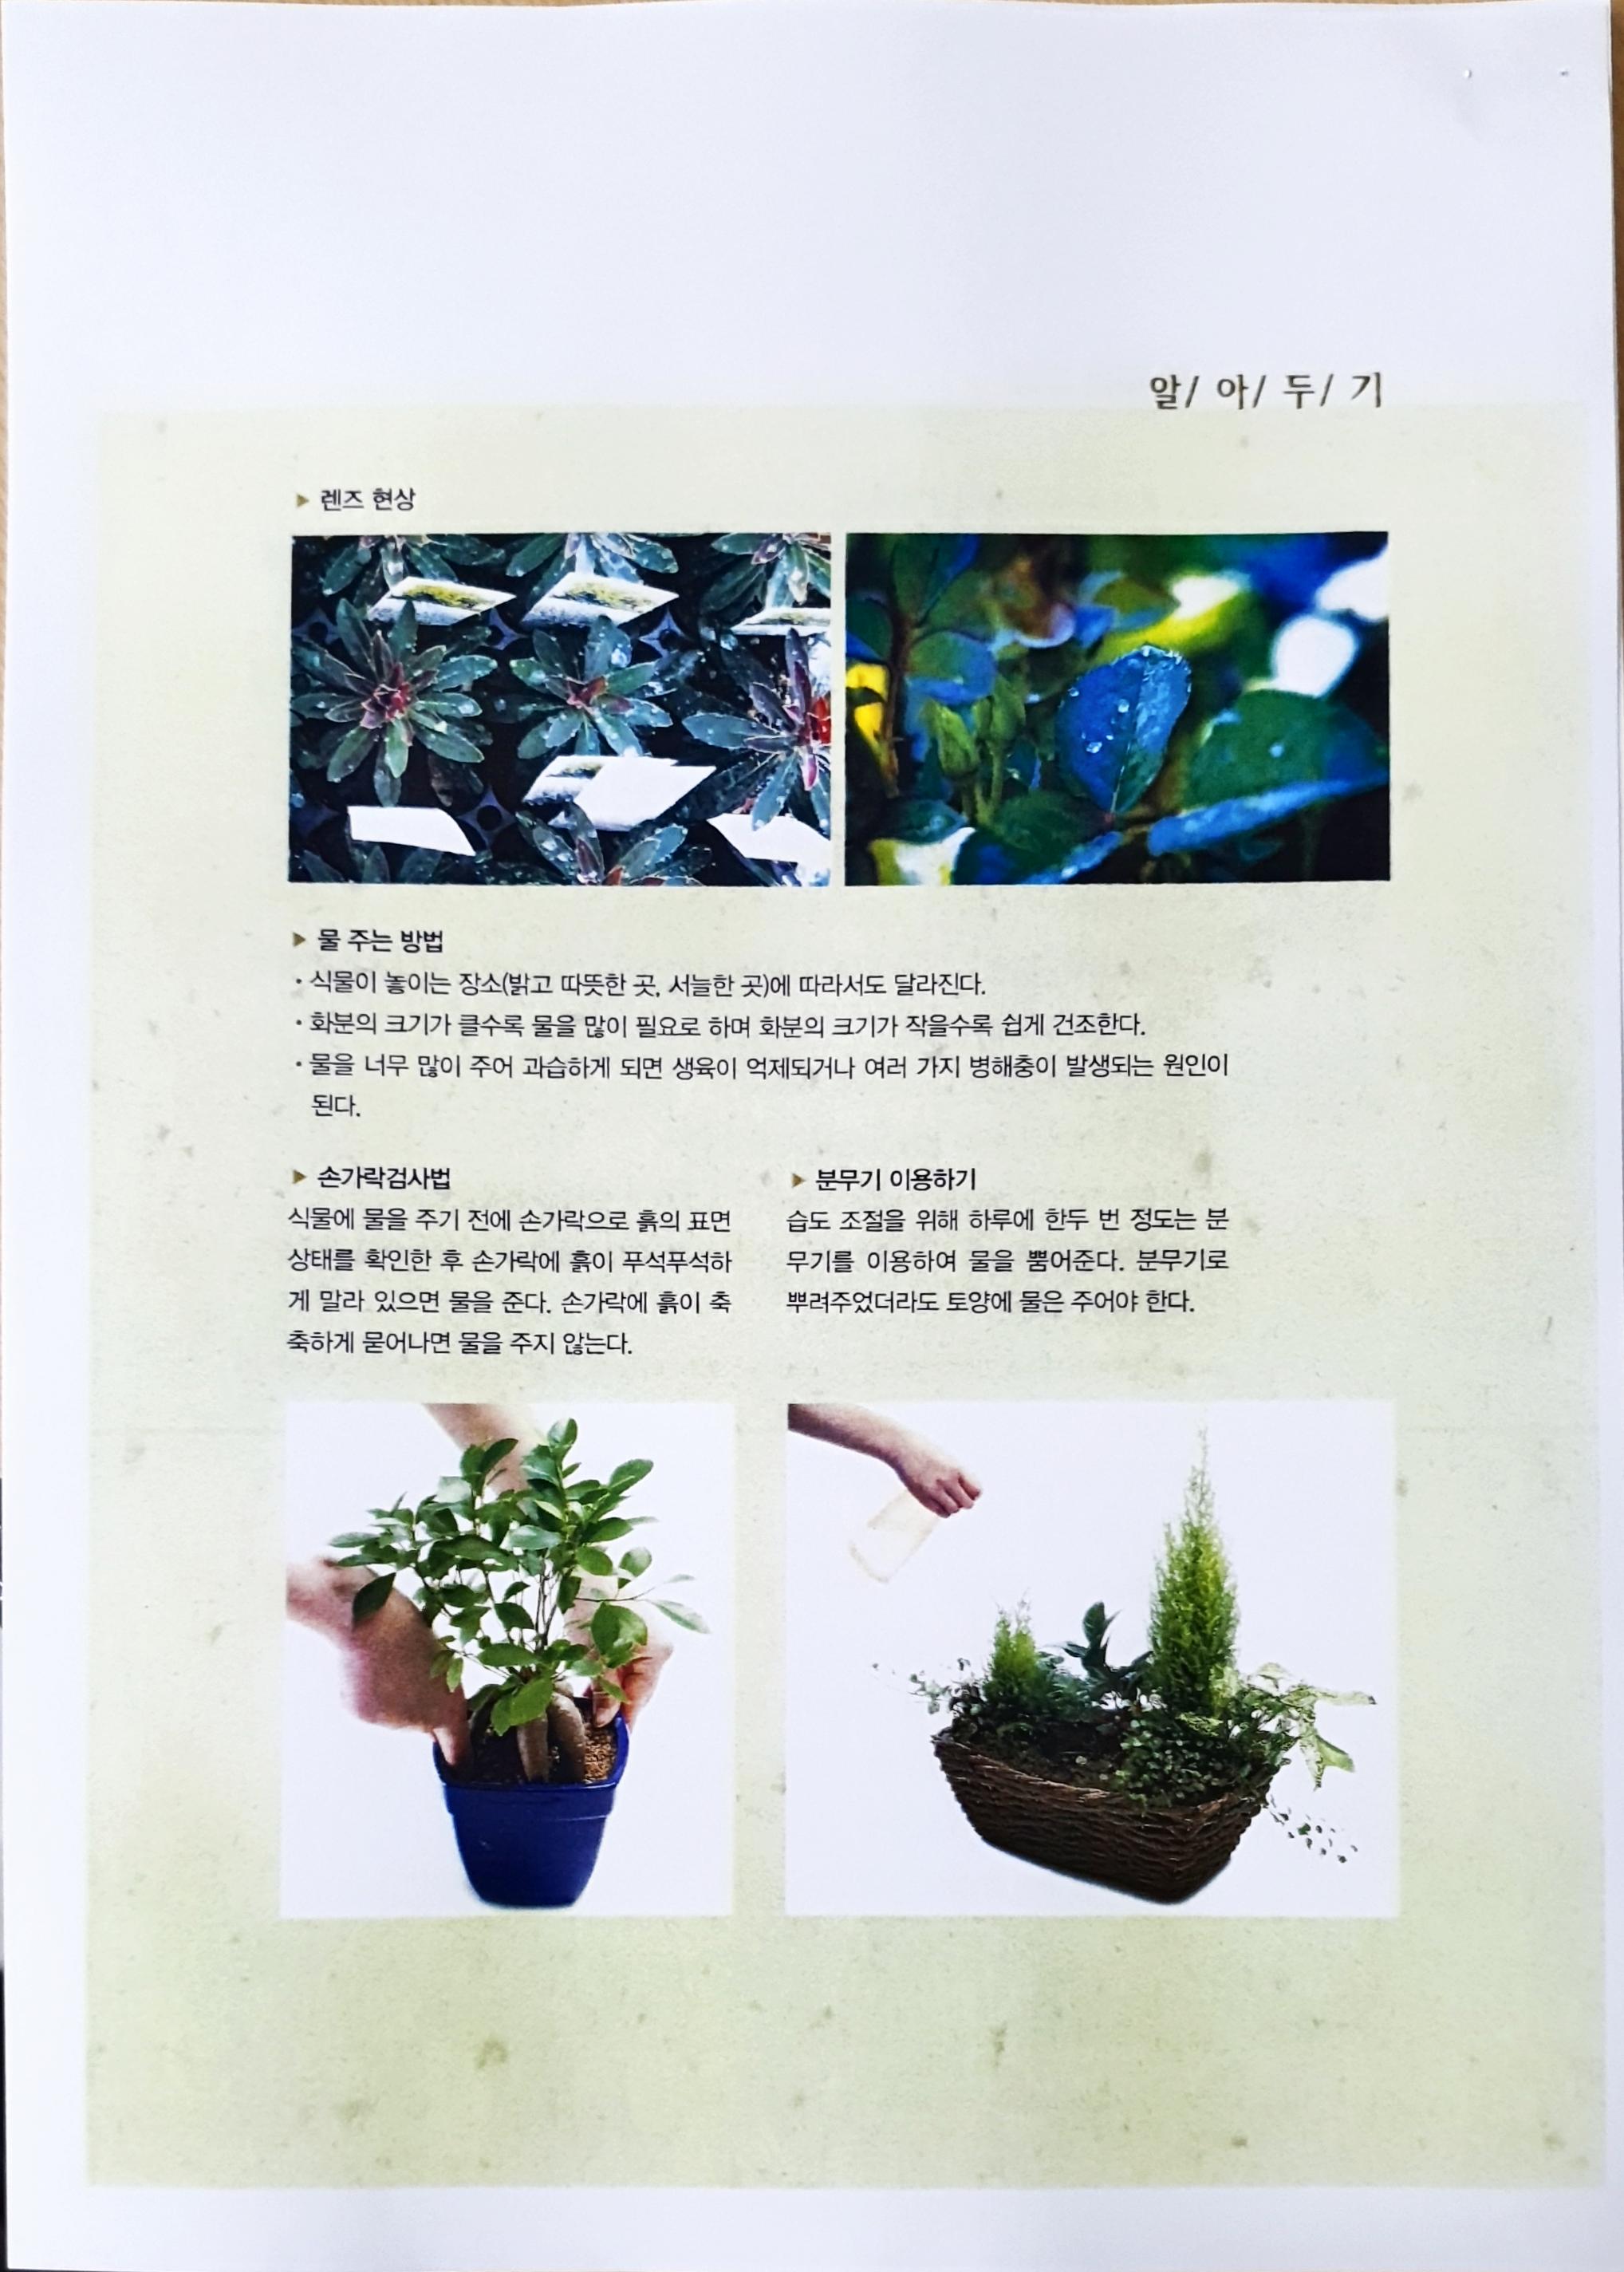 알/ 아/ 두/ 기
▶ 렌즈 현상
▶ 물 주는 방법
· 식물이 놓이는 장소(밝고 따뜻한 곳, 서늘한 곳)에 따라서도 달라진다.
· 화분의 크기가 클수록 물을 많이 필요로 하며 화분의 크기가 작을수록 쉽게 건조한다.
· 물을 너무 많이 주어 과습하게 되면 생육이 억제되거나 여러 가지 병해충이 발생되는 원인이
된다.
▶ 손가락검사법
식물에 물을 주기 전에 손가락으로 흙의 표면
상태를 확인한 후 손가락에 흙이 푸석푸석하
게 말라 있으면 물을 준다. 손가락에 흙이 축
축하게 묻어나면 물을 주지 않는다.
▶ 분무기 이용하기
습도 조절을 위해 하루에 한두 번 정도는 분
무기를 이용하여 물을 뿜어준다. 분무기로
뿌려주었더라도 토양에 물은 주어야 한다.